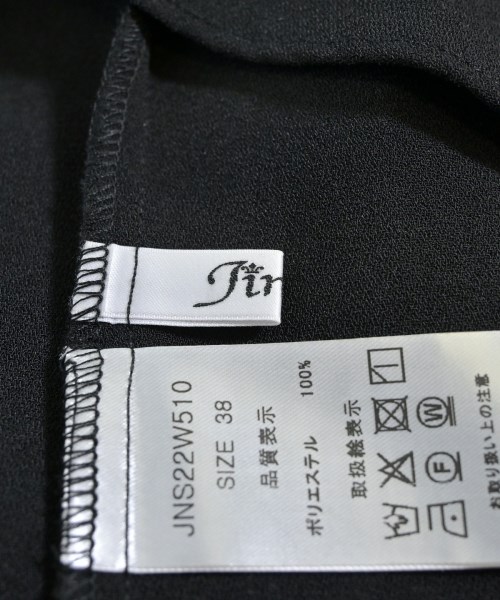 Jin
JNS22W510
SIZE 38
品質表示
ポリエステル 100%
取扱絵表示
お取り扱い上の注意